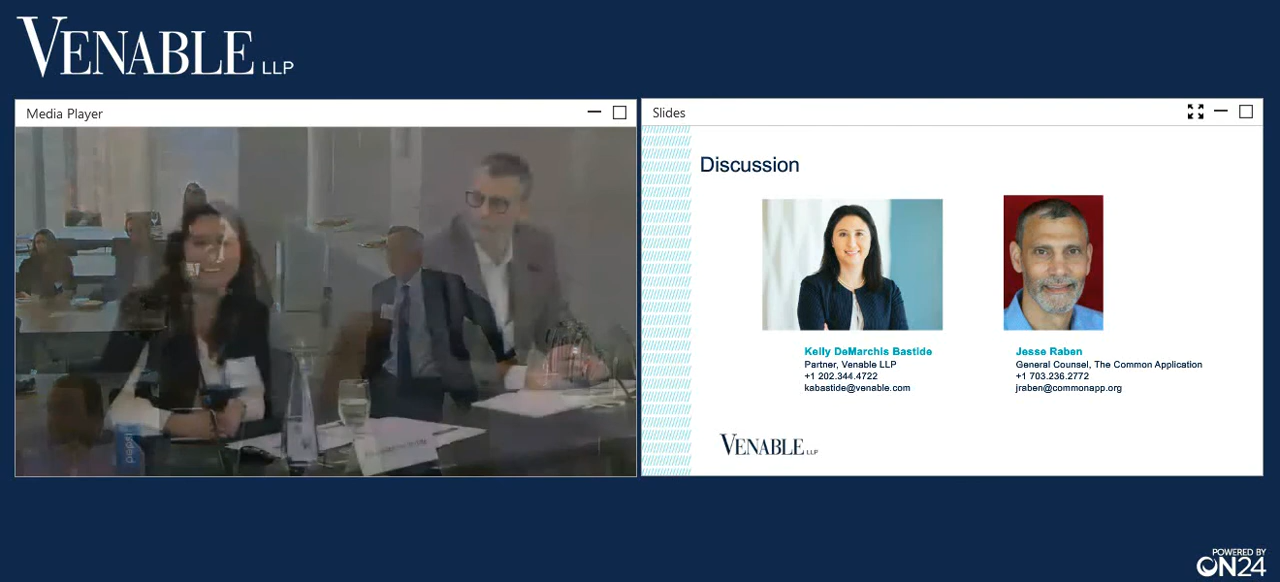 VENABLE LLP
Media Player
Slides
Discussion
Kelly DeMarchis Bastide
Partner, Venable LLP
+1 202.344.4722
kabastide@venable.com
Jesse Raben
General Counsel, The Common Application
+1 703.236.2772
jraben@commonapp.org
VENABLE LLP
POWERED BY
ON24